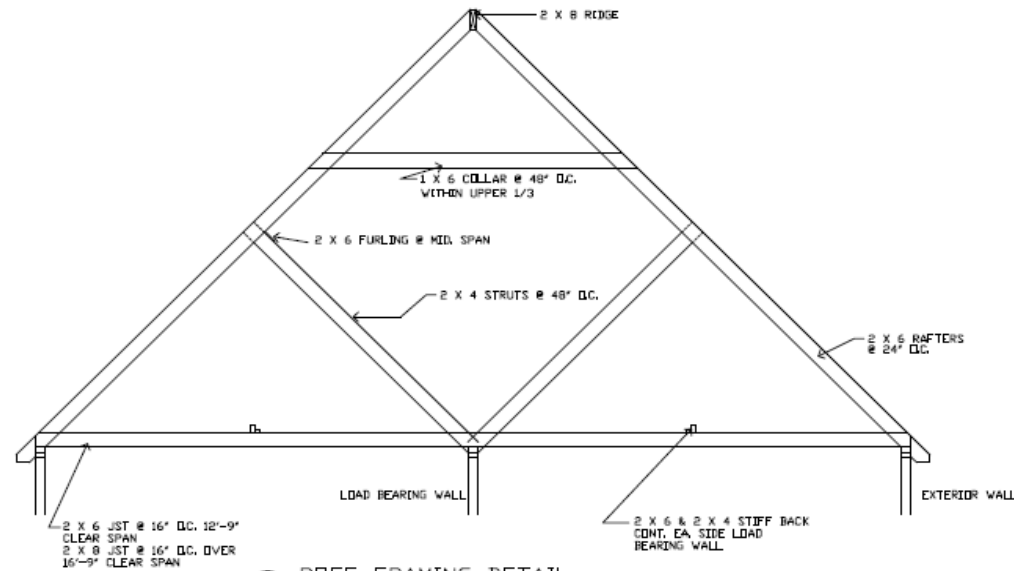 2 X 8 RIDGE
1 X 6 COLLAR @ 48" O.C.
WITHIN UPPER 1/3
2 X 6 FURLING @ MID. SPAN
2 X 4 STRUTS @ 48" O.C.
2 X 6 RAFTERS
@ 24" O.C.
LOAD BEARING WALL
EXTERIOR WALL
2 X 6 JST @ 16" O.C. 12'-9"
CLEAR SPAN
2 X 8 JST @ 16" O.C. OVER
16'-9" CLEAR SPAN
2 X 6 & 2 X 4 STIFF BACK
CONT. EA. SIDE LOAD
BEARING WALL
ROOF FRAMING DETAIL